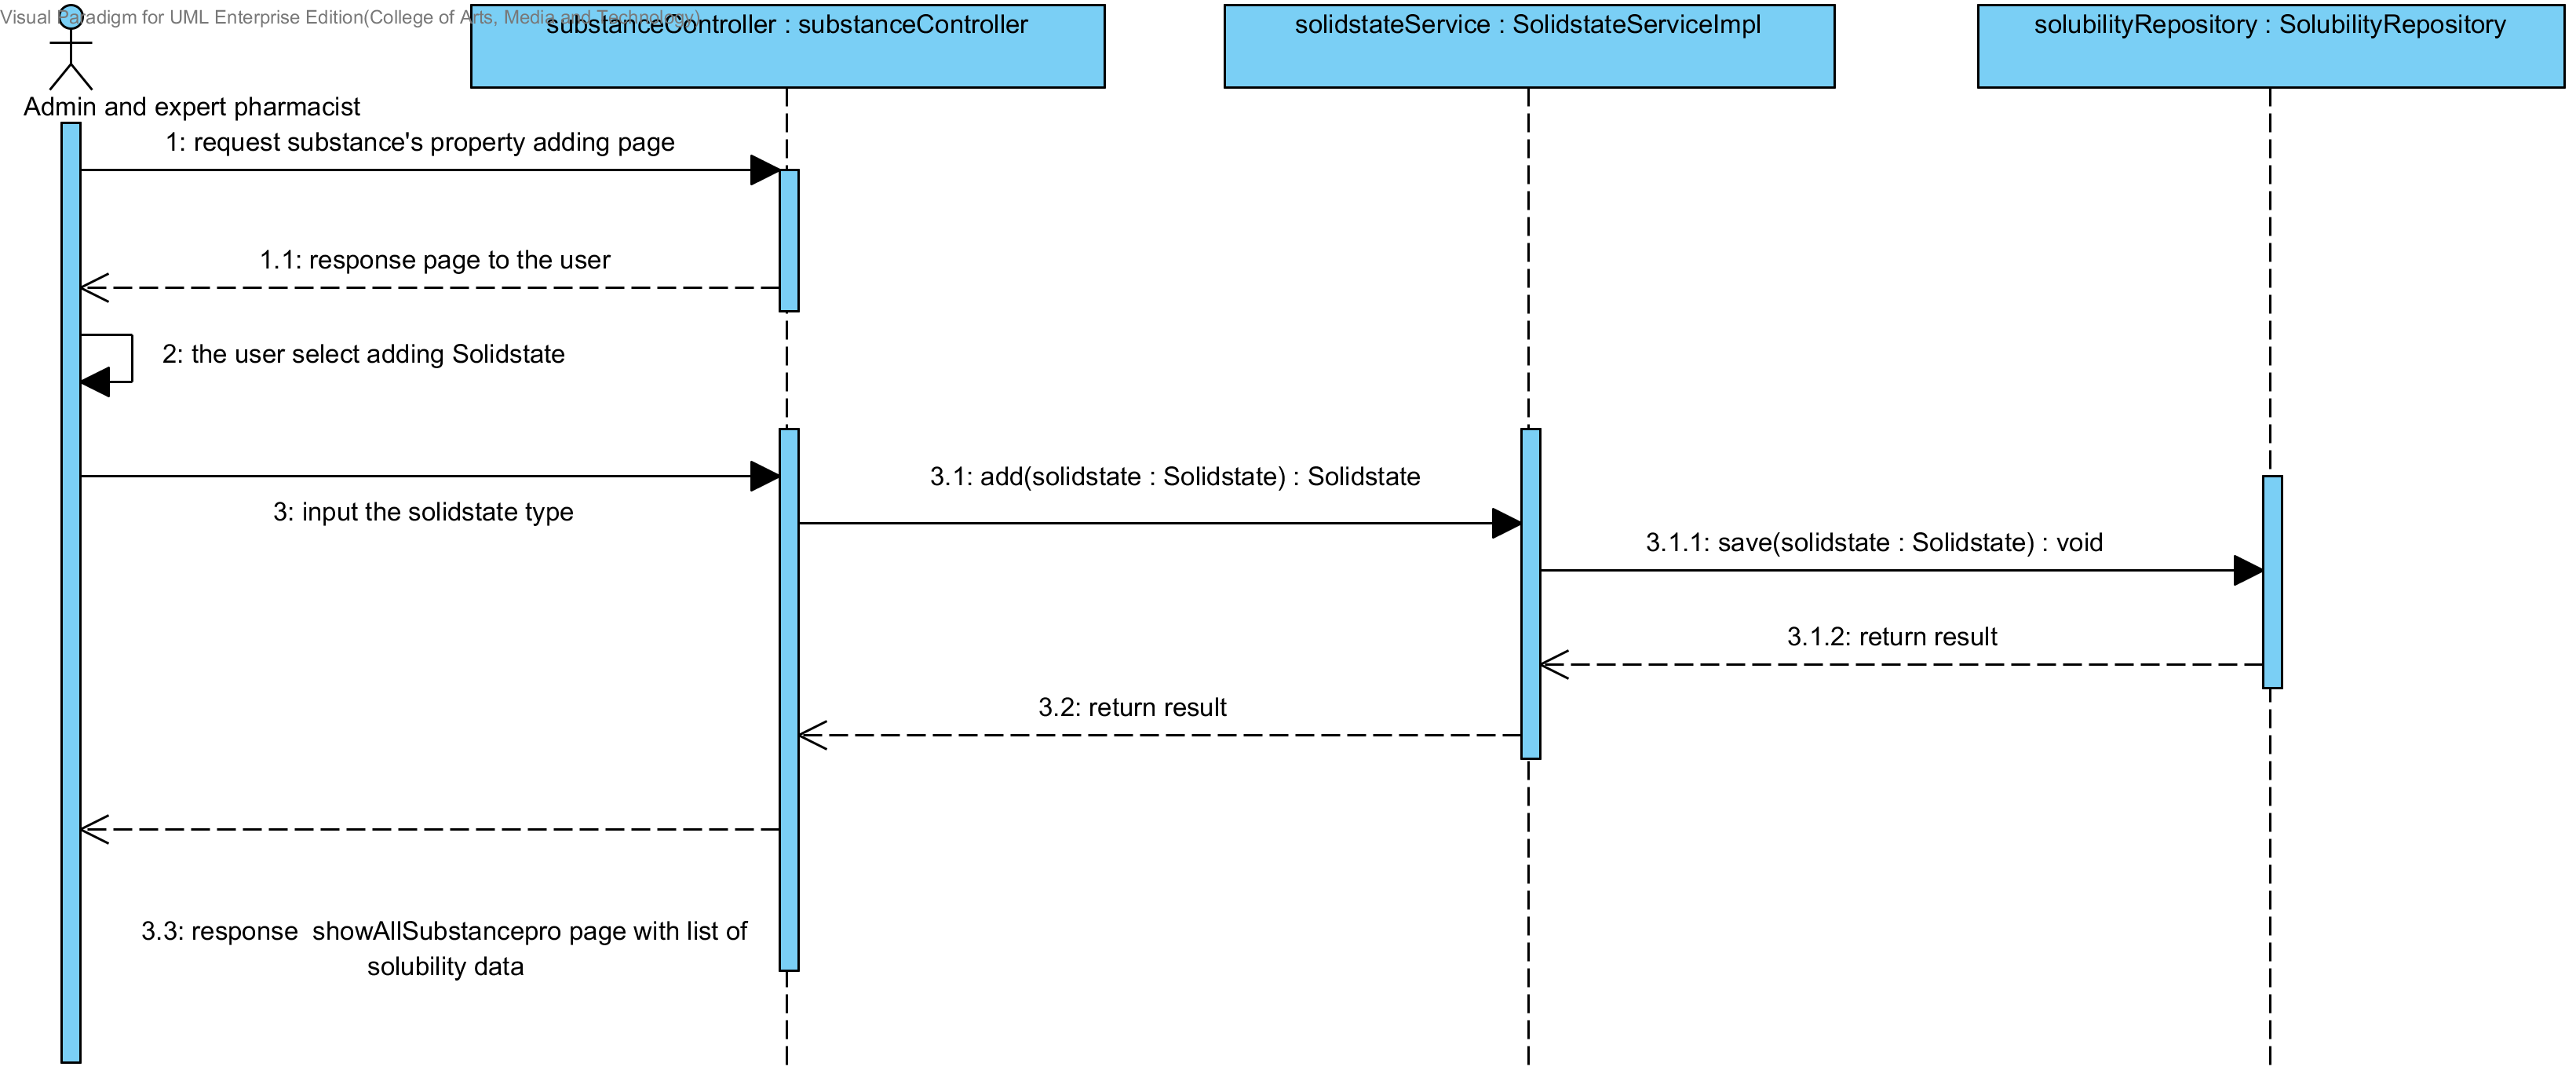 Visual Paradigm for UML Enterprise Edition(College of Arts, Media and Technology)
substanceController : substanceController
solidstateService : SolidstateServiceImpl
solubilityRepository : SolubilityRepository
Admin and expert pharmacist
1: request substance's property adding page
1.1: response page to the user
2: the user select adding Solidstate
3: input the solidstate type
3.1: add(solidstate : Solidstate) : Solidstate
3.1.1: save(solidstate : Solidstate) : void
3.1.2: return result
3.2: return result
3.3: response  showAllSubstancepro page with list of
solubility data